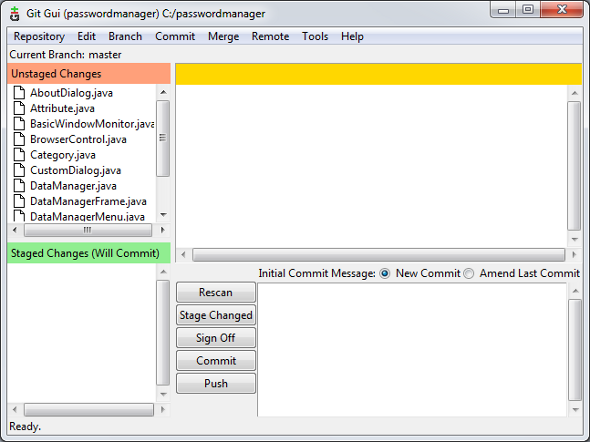 Git Gui (passwordmanager) C:/passwordmanager
Repository Edit Branch Commit Merge Remote Tools Help
Current Branch: master
Unstaged Changes
AboutDialog.java
Attribute.java
BasicWindowMonitor.java
BrowserControl.java
Category.java
CustomDialog.java
DataManager.java
DataManagerFrame.java
DataManagerMenu.java
Staged Changes (Will Commit)
Initial Commit Message: New Commit Amend Last Commit
Rescan
Stage Changed
Sign Off
Commit
Push
Ready.